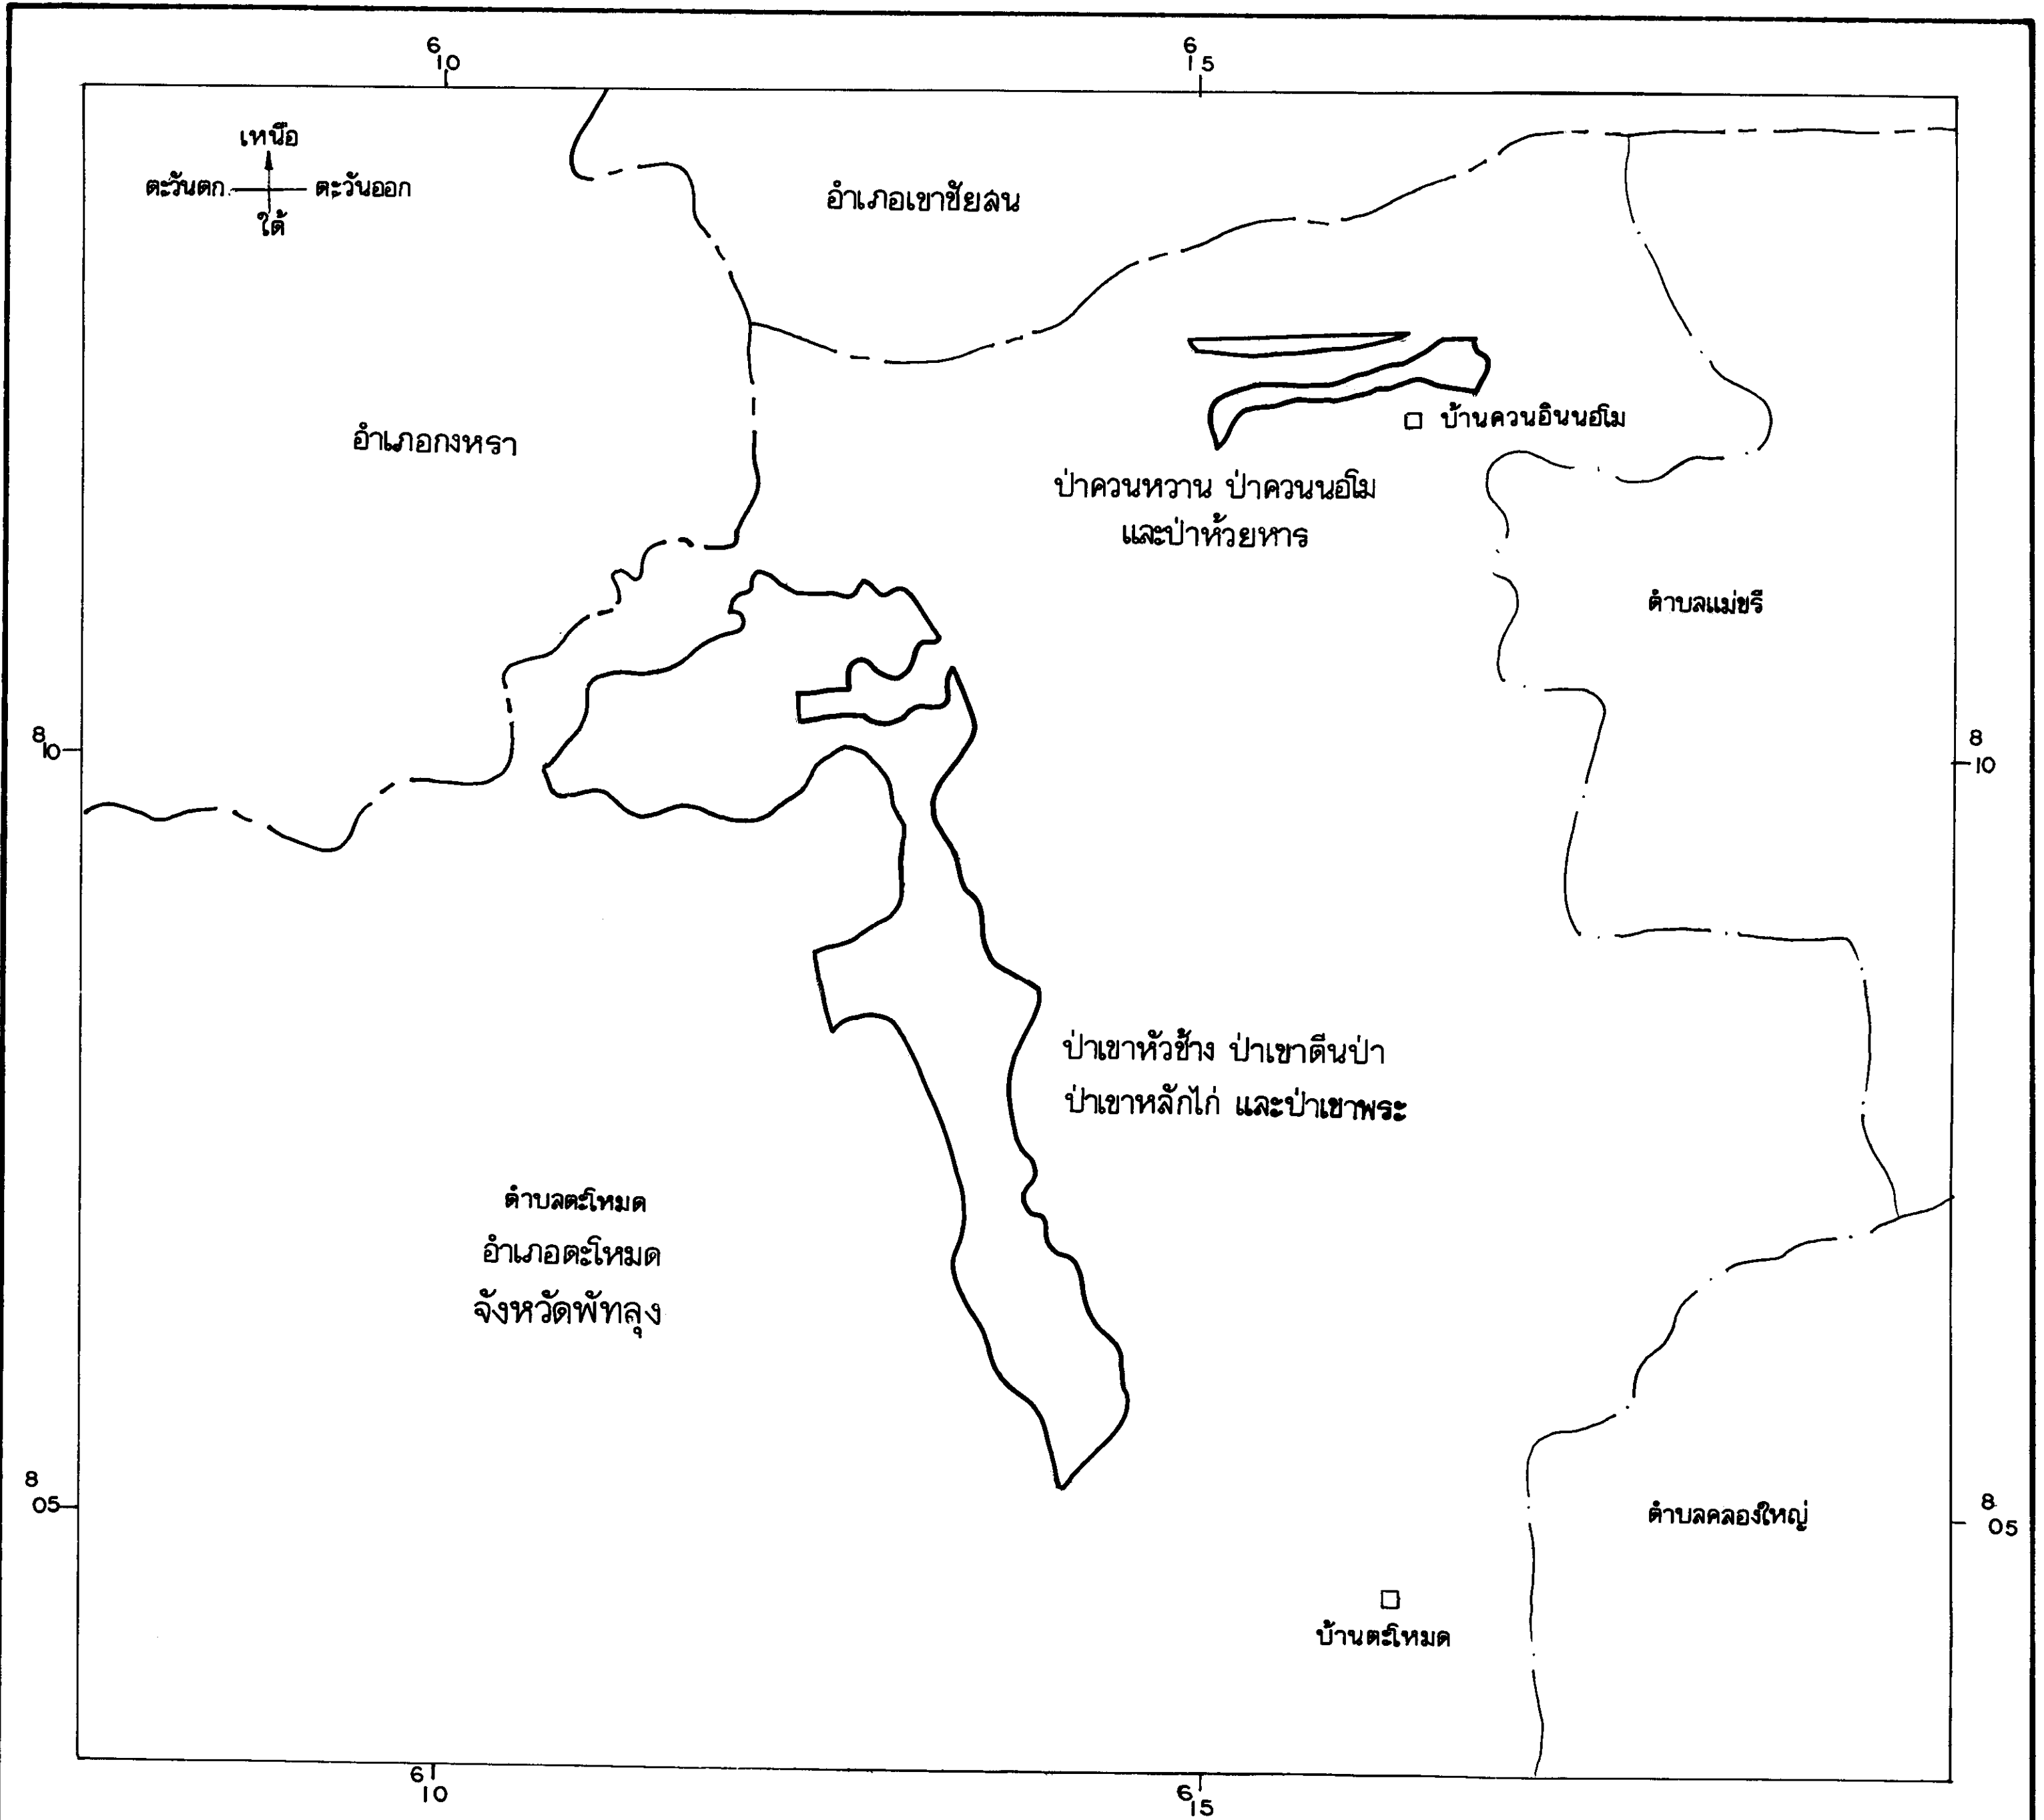 6
10
6
15
เหนือ
ตะวันตก ตะวันออก
ใต้
อำเภอเขาชัยสน
อำเภอกงหรา
บ้านควนอินนอโม
ป่าควนหวาน ป่าควนนอโม
และป่าห้วยหาร
ตำบลแม่ขรี
8
10
8
10
ป่าเขาหัวช้าง ป่าเขาตีนป่า
ป่าเขาหลักไก่ และป่าเขาพระ
ตำบลตะโหมด
อำเภอตะโหมด
จังหวัดพัทลุง
8
05
8
05
ตำบลคลองใหญ่
บ้านตะโหมด
6
10
6
15